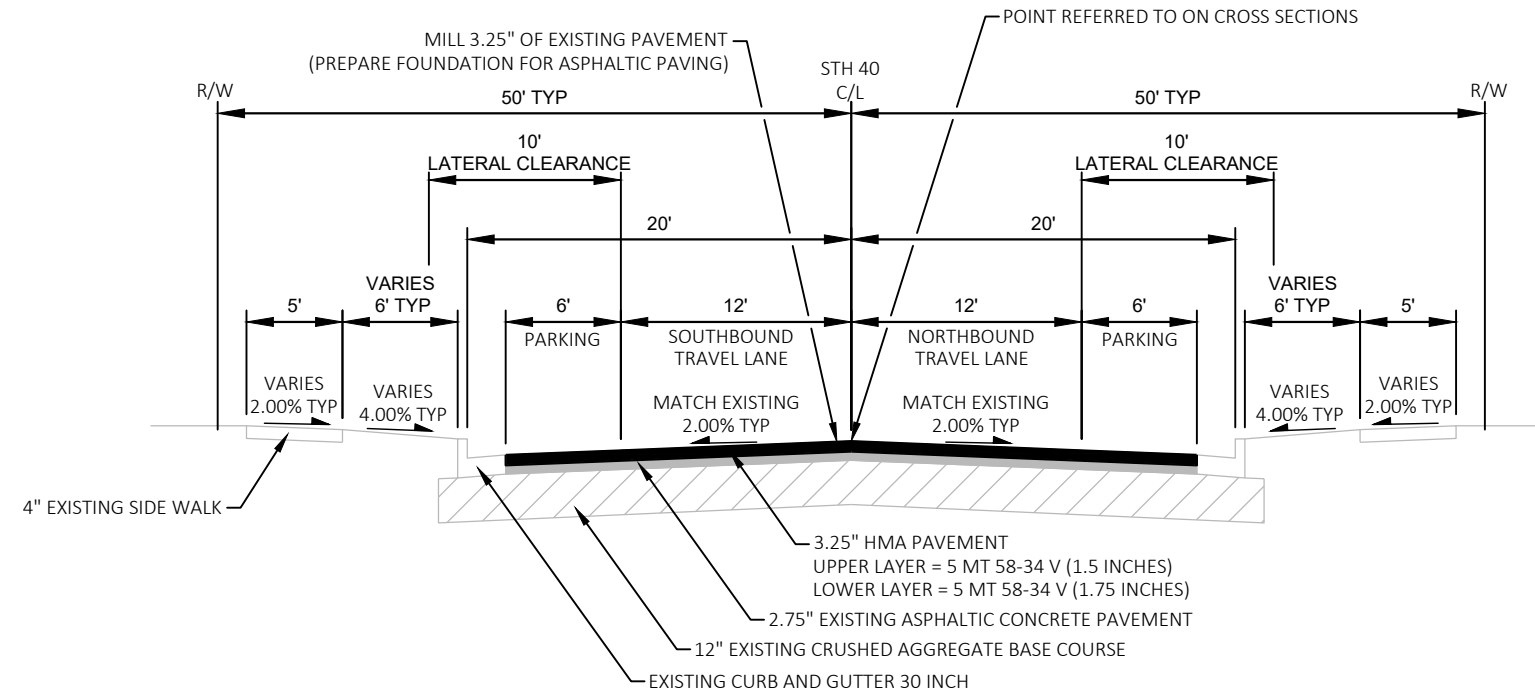 POINT REFERRED TO ON CROSS SECTIONS
MILL 3.25" OF EXISTING PAVEMENT
(PREPARE FOUNDATION FOR ASPHALTIC PAVING)
STH 40
C/L
R/W
R/W
50' TYP
50' TYP
10'
LATERAL CLEARANCE
10'
LATERAL CLEARANCE
20'
20'
5'
VARIES
6' TYP
6'
PARKING
12'
SOUTHBOUND
TRAVEL LANE
12'
NORTHBOUND
TRAVEL LANE
6'
PARKING
VARIES
6' TYP
5'
VARIES
2.00% TYP
VARIES
4.00% TYP
MATCH EXISTING
2.00% TYP
MATCH EXISTING
2.00% TYP
VARIES
4.00% TYP
VARIES
2.00% TYP
4" EXISTING SIDE WALK
3.25" HMA PAVEMENT
UPPER LAYER = 5 MT 58-34 V (1.5 INCHES)
LOWER LAYER = 5 MT 58-34 V (1.75 INCHES)
2.75" EXISTING ASPHALTIC CONCRETE PAVEMENT
12" EXISTING CRUSHED AGGREGATE BASE COURSE
EXISTING CURB AND GUTTER 30 INCH